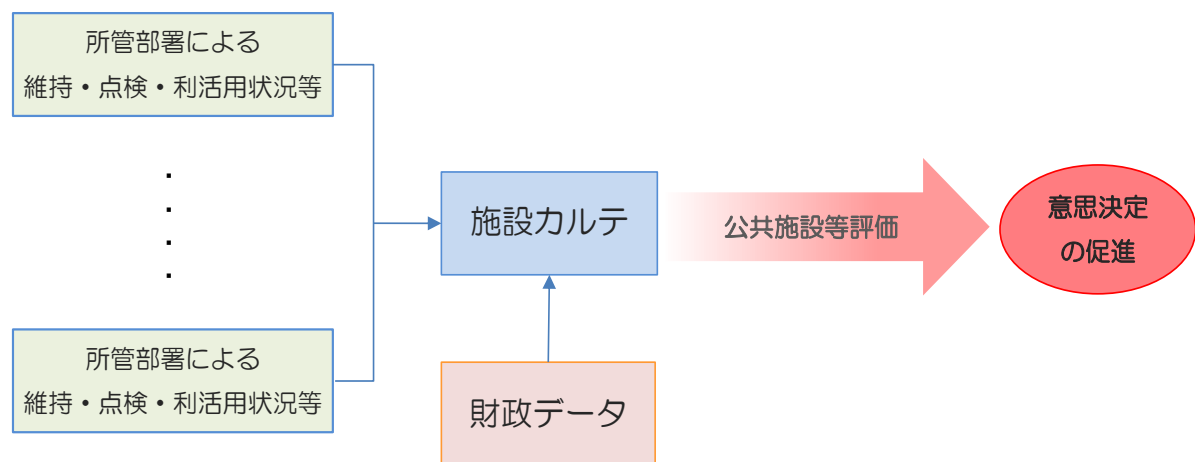 所管部署による
維持・点検・利活用状況等
・
・
・
・
所管部署による
維持・点検・利活用状況等
施設カルテ
財政データ
公共施設等評価
意思決定
の促進